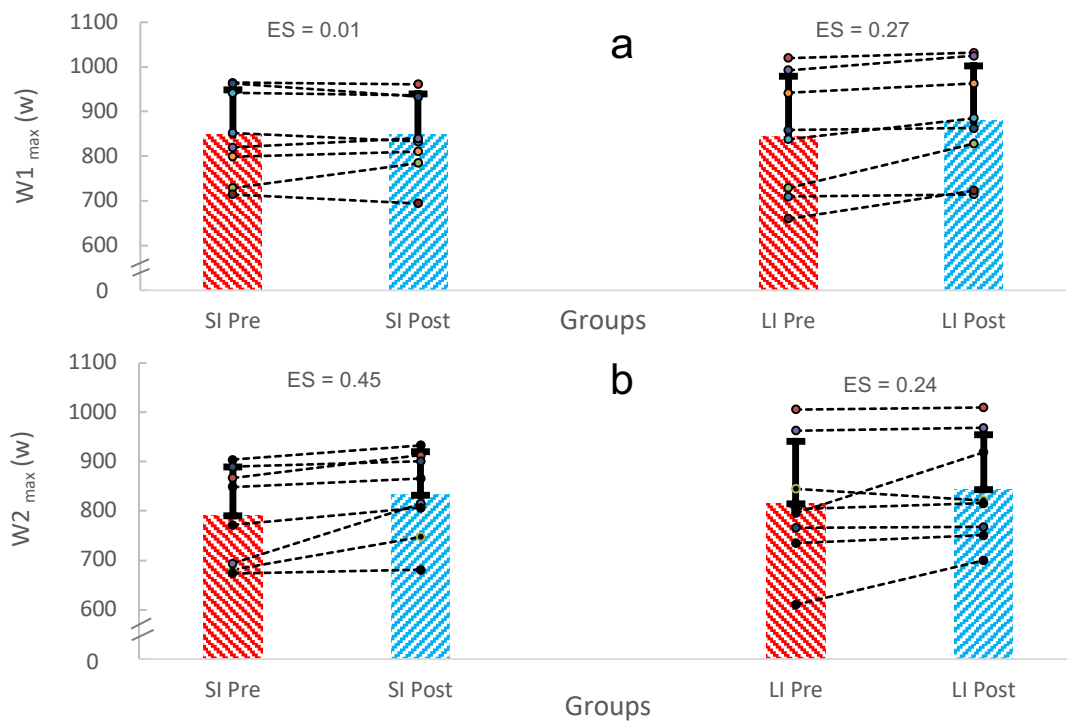 1100
1000
900
800
700
600
0
W1 max (w)
ES = 0.01
a
ES = 0.27
SI Pre
SI Post
Groups
LI Pre
LI Post
1100
1000
900
800
700
600
0
W2 max (w)
ES = 0.45
b
ES = 0.24
SI Pre
SI Post
Groups
LI Pre
LI Post